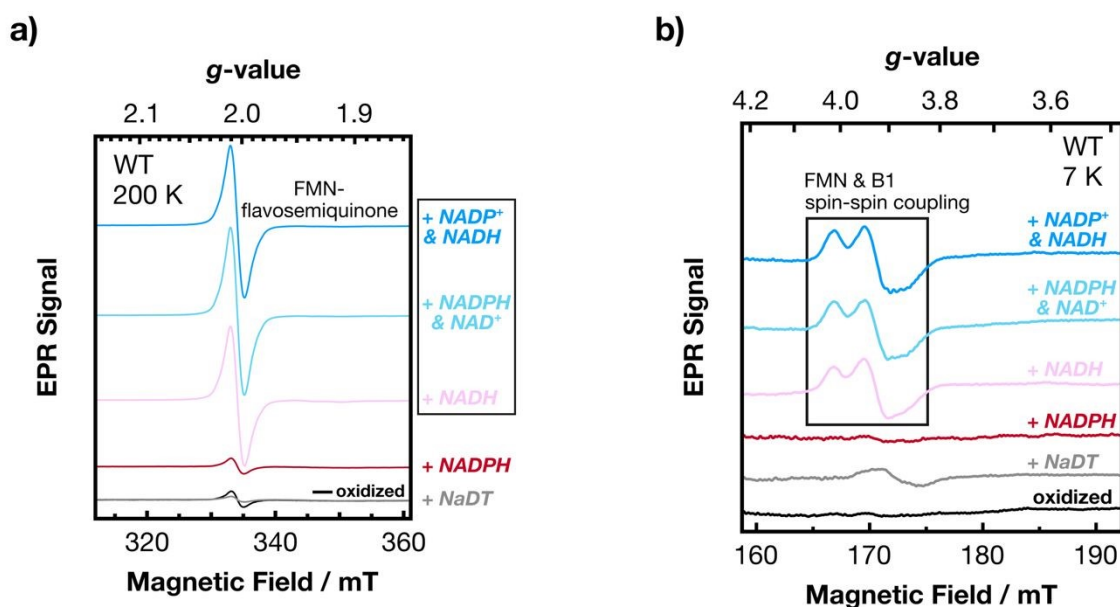 a)
g-value
2.1 2.0 1.9
WT
200 K
FMN-
flavosemiquinone
+ NADP+
& NADH
+ NADPH
& NAD+
+ NADH
+ NADPH
oxidized
+ NaDT
EPR Signal
320 340 360
Magnetic Field / mT
b)
g-value
4.2 4.0 3.8 3.6
WT
7 K
FMN & B1
spin-spin coupling
+ NADP+
& NADH
+ NADPH
& NAD+
+ NADH
+ NADPH
+ NaDT
oxidized
EPR Signal
160 170 180 190
Magnetic Field / mT